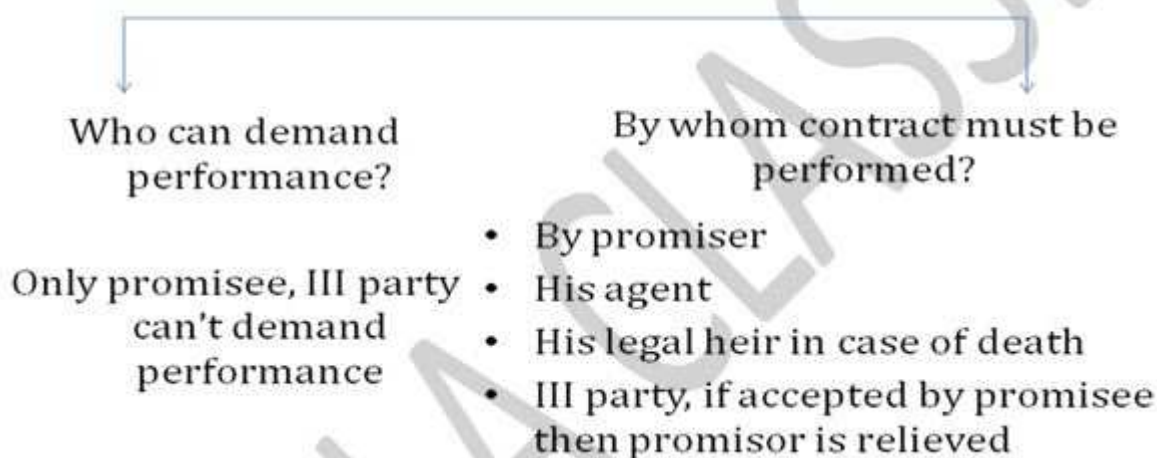 Who can demand
performance?
Only promisee, III party
can't demand
performance
By whom contract must be
performed?
• By promiser
• His agent
• His legal heir in case of death
• III party, if accepted by promisee
then promisor is relieved